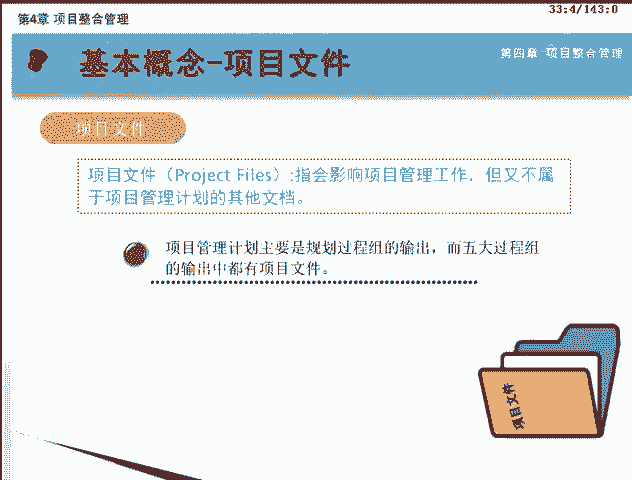 第4章 项目整合管理
33:4/143:0
基本概念-项目文件
第四章·项目整合管理
项目文件
项目文件（Project Files）:指会影响项目管理工作，但又不属
于项目管理计划的其他文档。
项目管理计划主要是规划过程组的输出，而五大过程组
的输出中都有项目文件。
项目文件